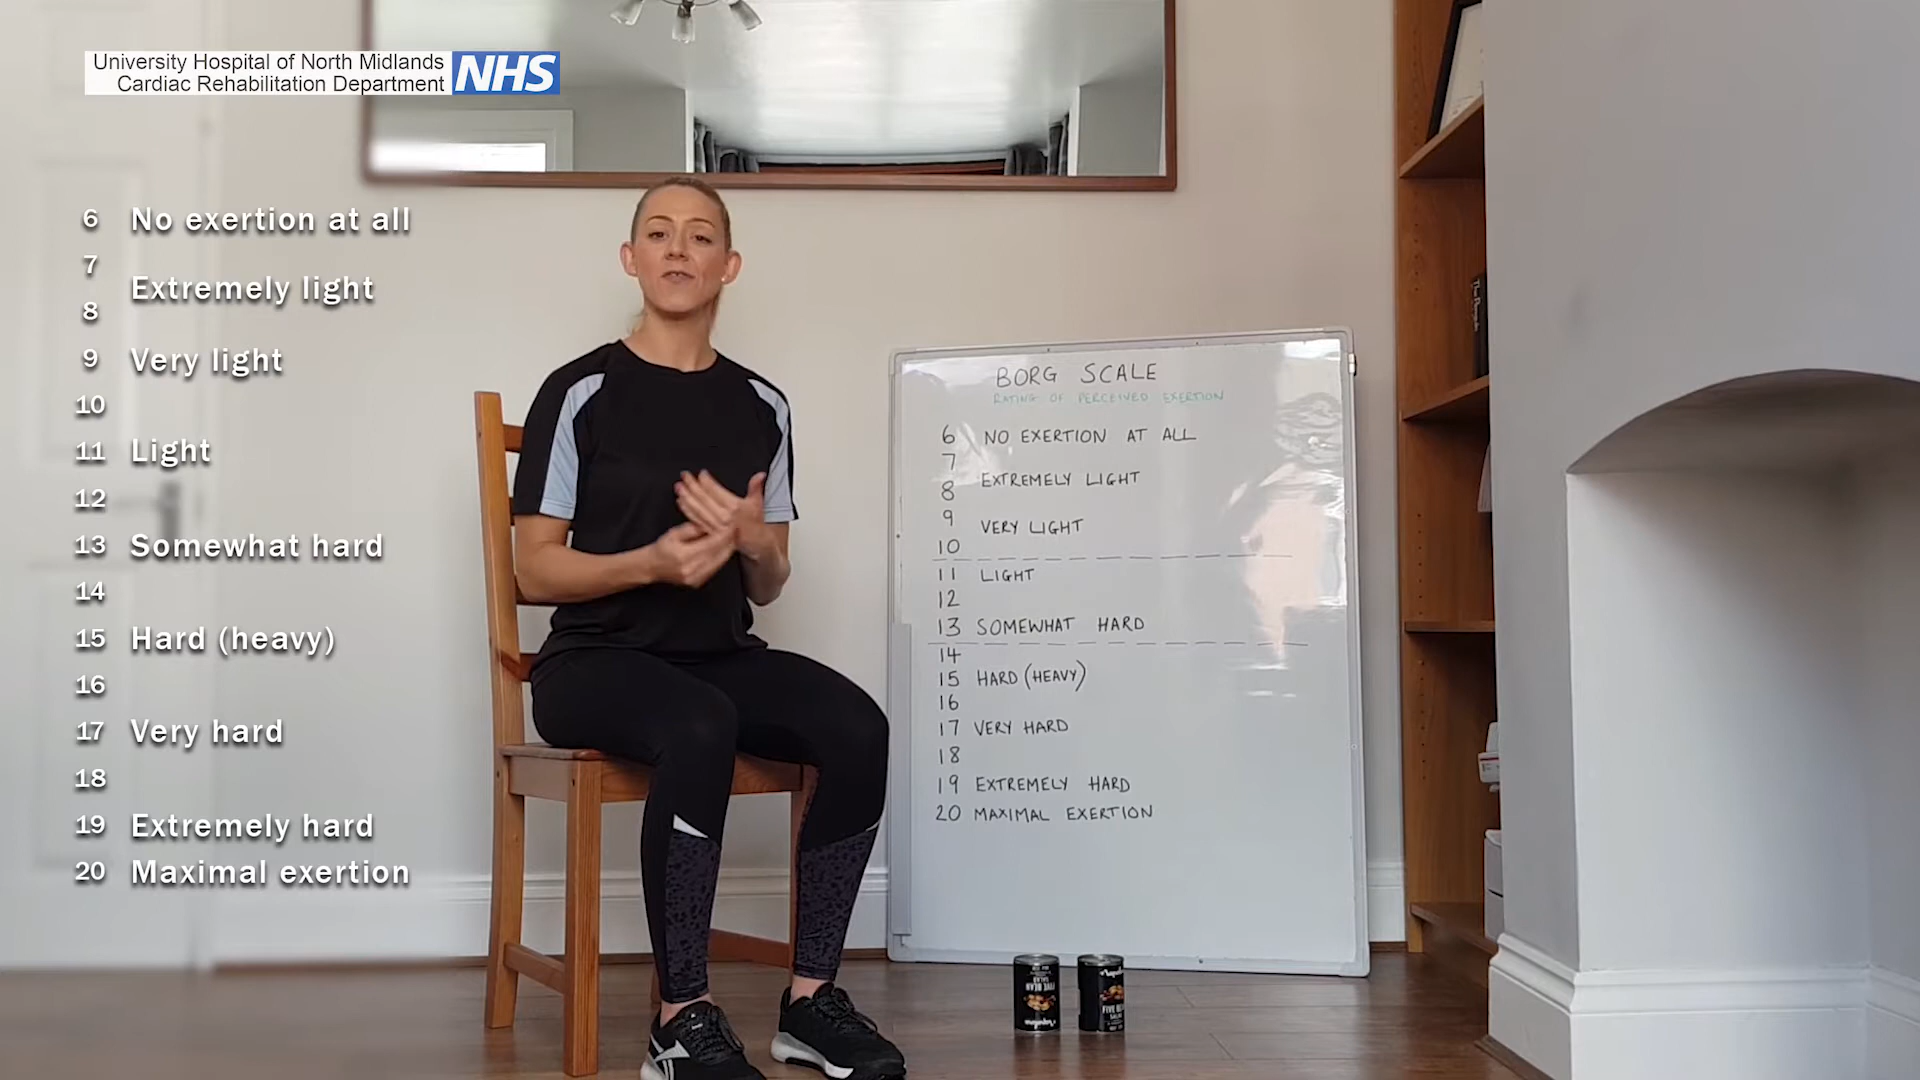 University Hospital of North Midlands
Cardiac Rehabilitation Department
NHS
6 No exertion at all
7
Extremely light
8
9 Very light
10
11 Light
12
13 Somewhat hard
14
15 Hard (heavy)
16
17 Very hard
18
19 Extremely hard
20 Maximal exertion
BORG SCALE
RATING OF PERCEIVED EXERTION
6 NO EXERTION AT ALL
7
EXTREMELY LIGHT
8
9
VERY LIGHT
10
11 LIGHT
12
13 SOMEWHAT HARD
14
15 HARD (HEAVY)
16
17 VERY HARD
18
19 EXTREMELY HARD
20 MAXIMAL EXERTION
FIVE BEAN
SALAD